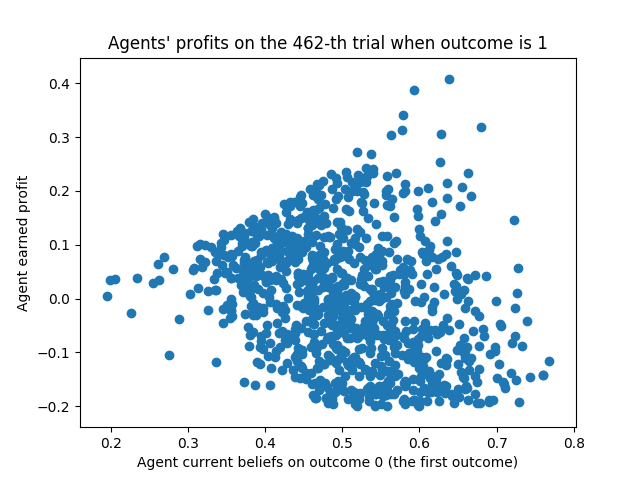 Agents' profits on the 462-th trial when outcome is 1
0.4
0.3
0.2
0.1
0.0
−0.1
−0.2
Agent earned profit
0.2 0.3 0.4 0.5 0.6 0.7 0.8
Agent current beliefs on outcome 0 (the first outcome)